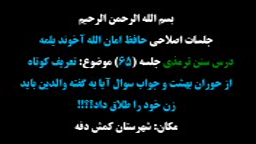 بسم الله الرحمن الرحیم
جلسات اصلاحی حافظ امان الله آخوند یلمه
درس سنن ترمذی جلسه (۶۵) موضوع: تعریف کوتاه
از حوران بهشت و جواب سوال آیا به گفته والدین باید
زن خود را طلاق داد؟؟؟!!
مکان: شهرستان کمش دفه